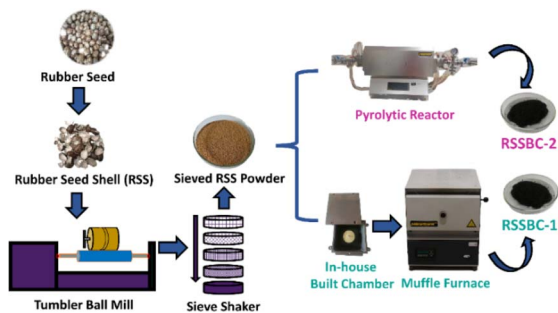 Rubber Seed
Rubber Seed Shell (RSS)
Tumbler Ball Mill
Sieve Shaker
Sieved RSS Powder
Pyrolytic Reactor
RSSBC-2
In-house
Built Chamber
Muffle Furnace
RSSBC-1